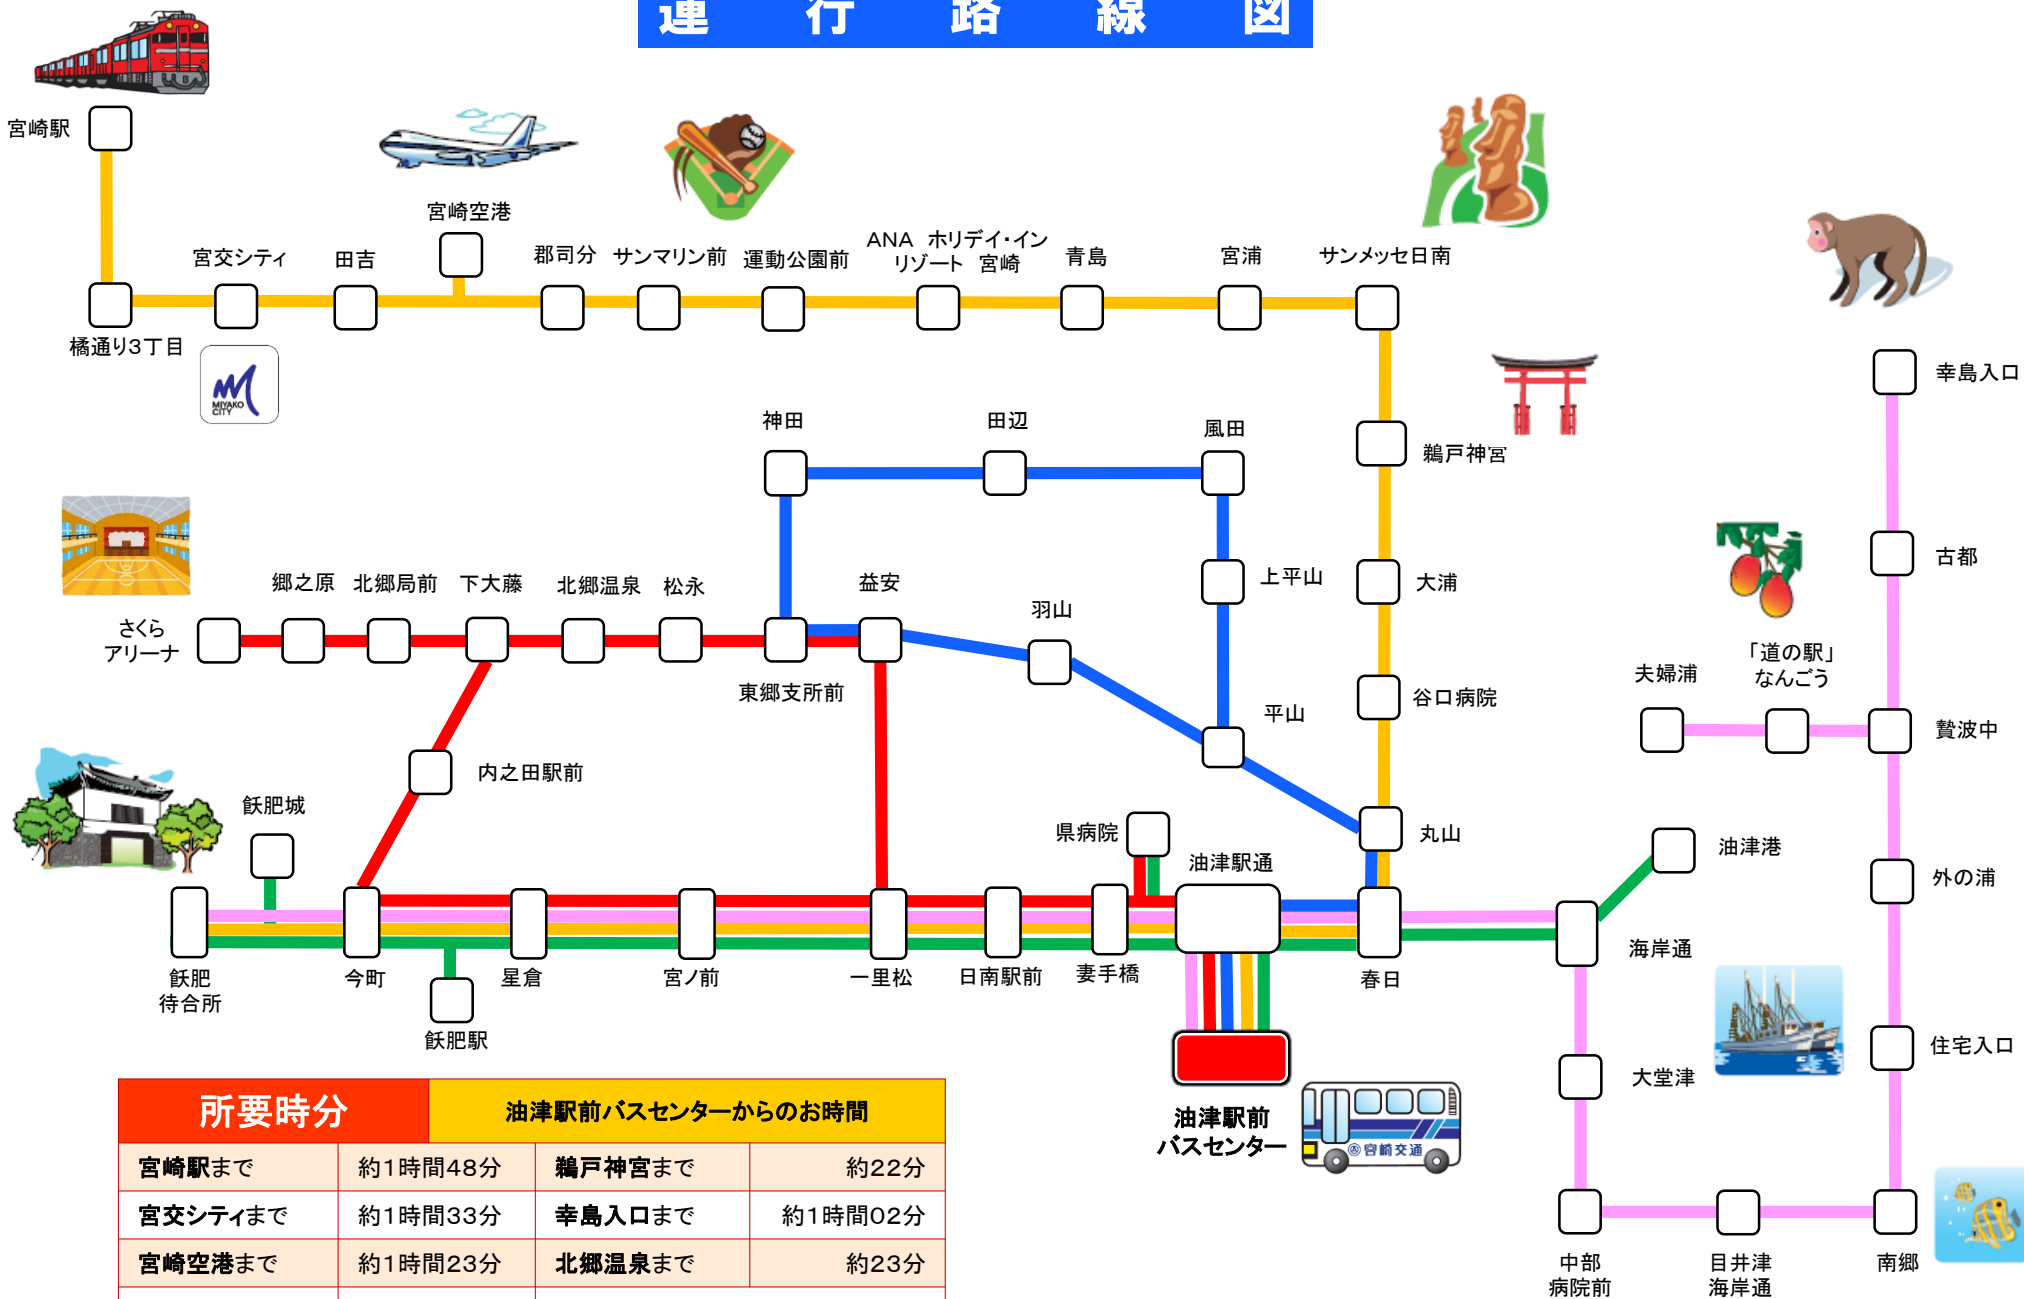 運行路線図
宮崎駅
宮崎空港
宮交シティ
田吉
郡司分
サンマリン前
運動公園前
ANA ホリデイ・イン
リゾート 宮崎
青島
宮浦
サンメッセ日南
橘通り3丁目
MIYAKO
CITY
幸島入口
神田
田辺
風田
鵜戸神宮
古都
郷之原
北郷局前
下大藤
北郷温泉
松永
益安
羽山
上平山
大浦
さくら
アリーナ
東郷支所前
平山
谷口病院
夫婦浦
「道の駅」
なんごう
贄波中
内之田駅前
飫肥城
県病院
油津駅通
丸山
油津港
外の浦
飫肥
待合所
今町
星倉
宮ノ前
一里松
日南駅前
妻手橋
春日
海岸通
飫肥駅
住宅入口
大堂津
油津駅前
バスセンター
宮崎交通
中部
病院前
目井津
海岸通
南郷
所要時分
油津駅前バスセンターからのお時間
宮崎駅まで 約1時間48分 鵜戸神宮まで 約22分
宮交シティまで 約1時間33分 幸島入口まで 約1時間02分
宮崎空港まで 約1時間23分 北郷温泉まで 約23分